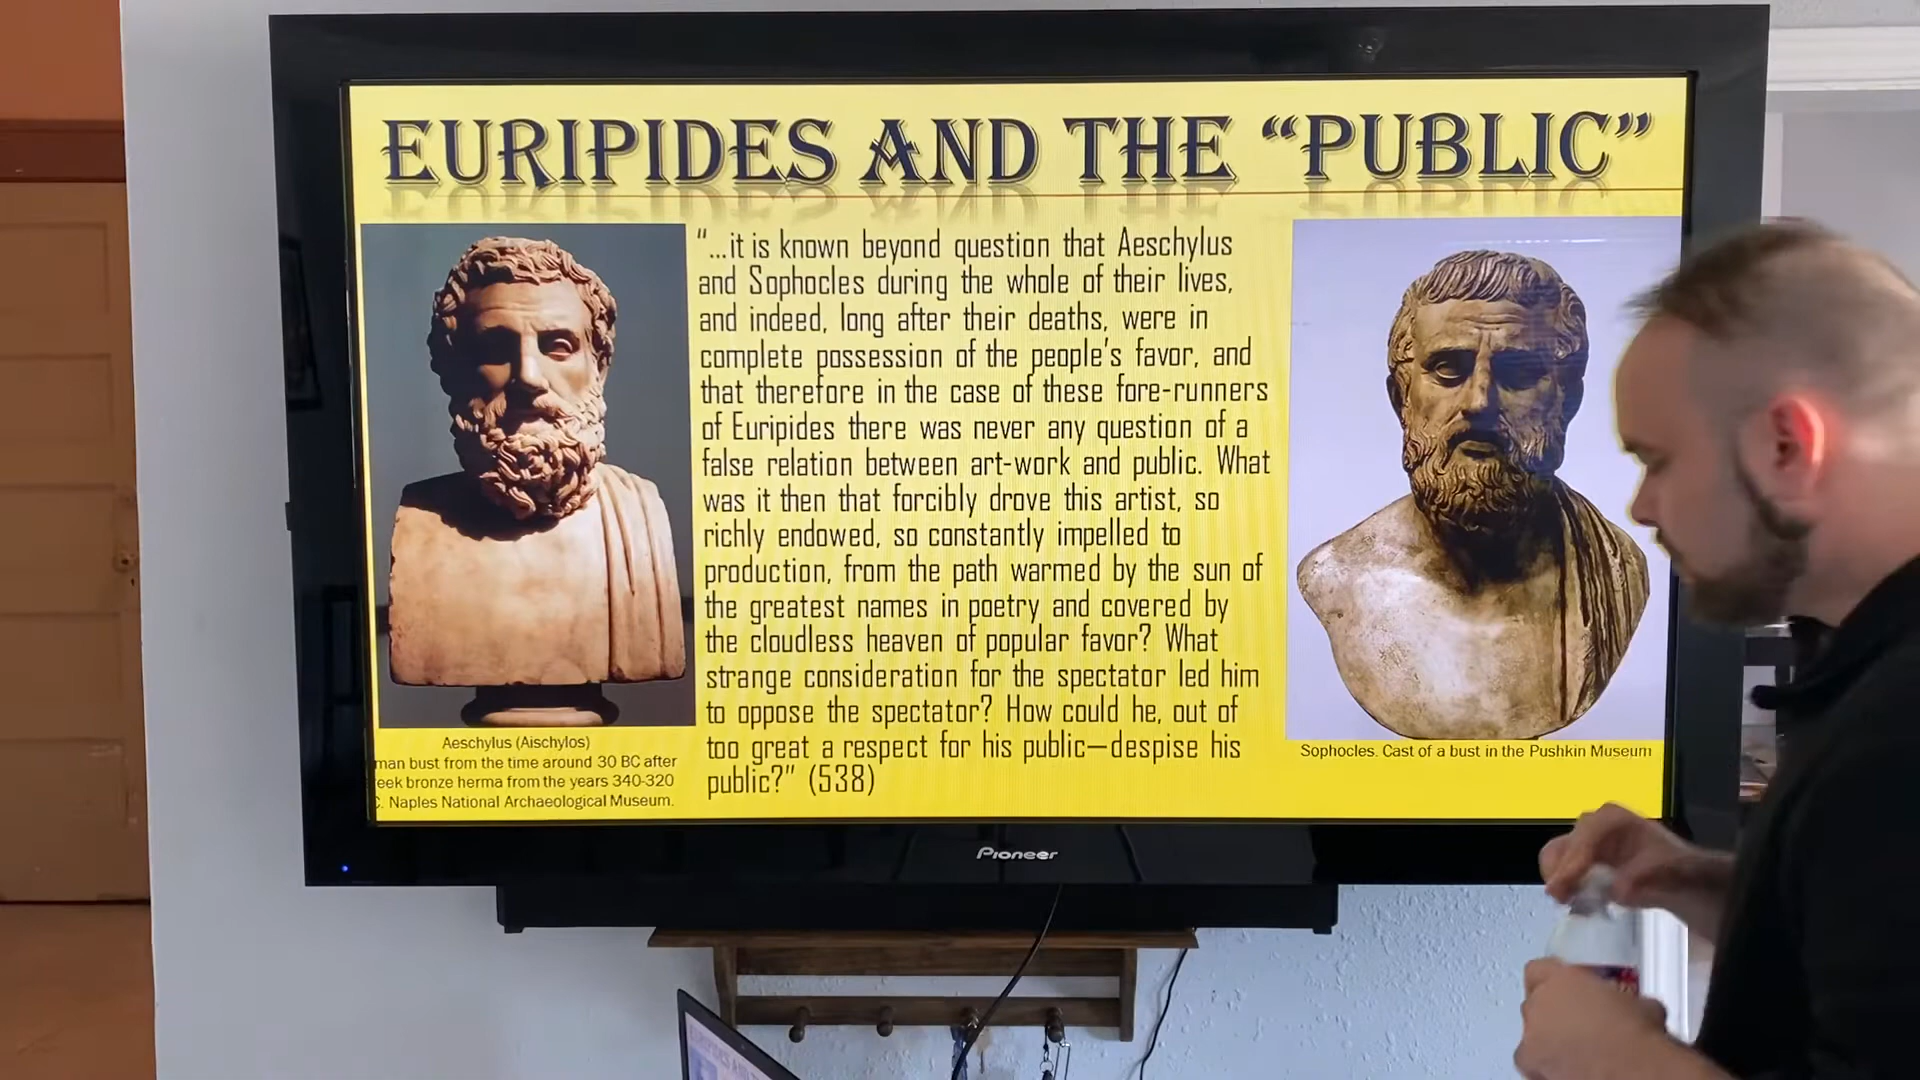 EURIPIDES AND THE “PUBLIC”
“...it is known beyond question that Aeschylus
and Sophocles during the whole of their lives,
and indeed, long after their deaths, were in
complete possession of the people's favor, and
that therefore in the case of these fore-runners
of Euripides there was never any question of a
false relation between art-work and public. What
was it then that forcibly drove this artist, so
richly endowed, so constantly impelled to
production, from the path warmed by the sun of
the greatest names in poetry and covered by
the cloudless heaven of popular favor? What
strange consideration for the spectator led him
to oppose the spectator? How could he, out of
too great a respect for his public—despise his
public?” (538)
Aeschylus (Aischylos)
man bust from the time around 30 BC after
eek bronze herma from the years 340-320
. Naples National Archaeological Museum.
Sophocles. Cast of a bust in the Pushkin Museum
Pioneer